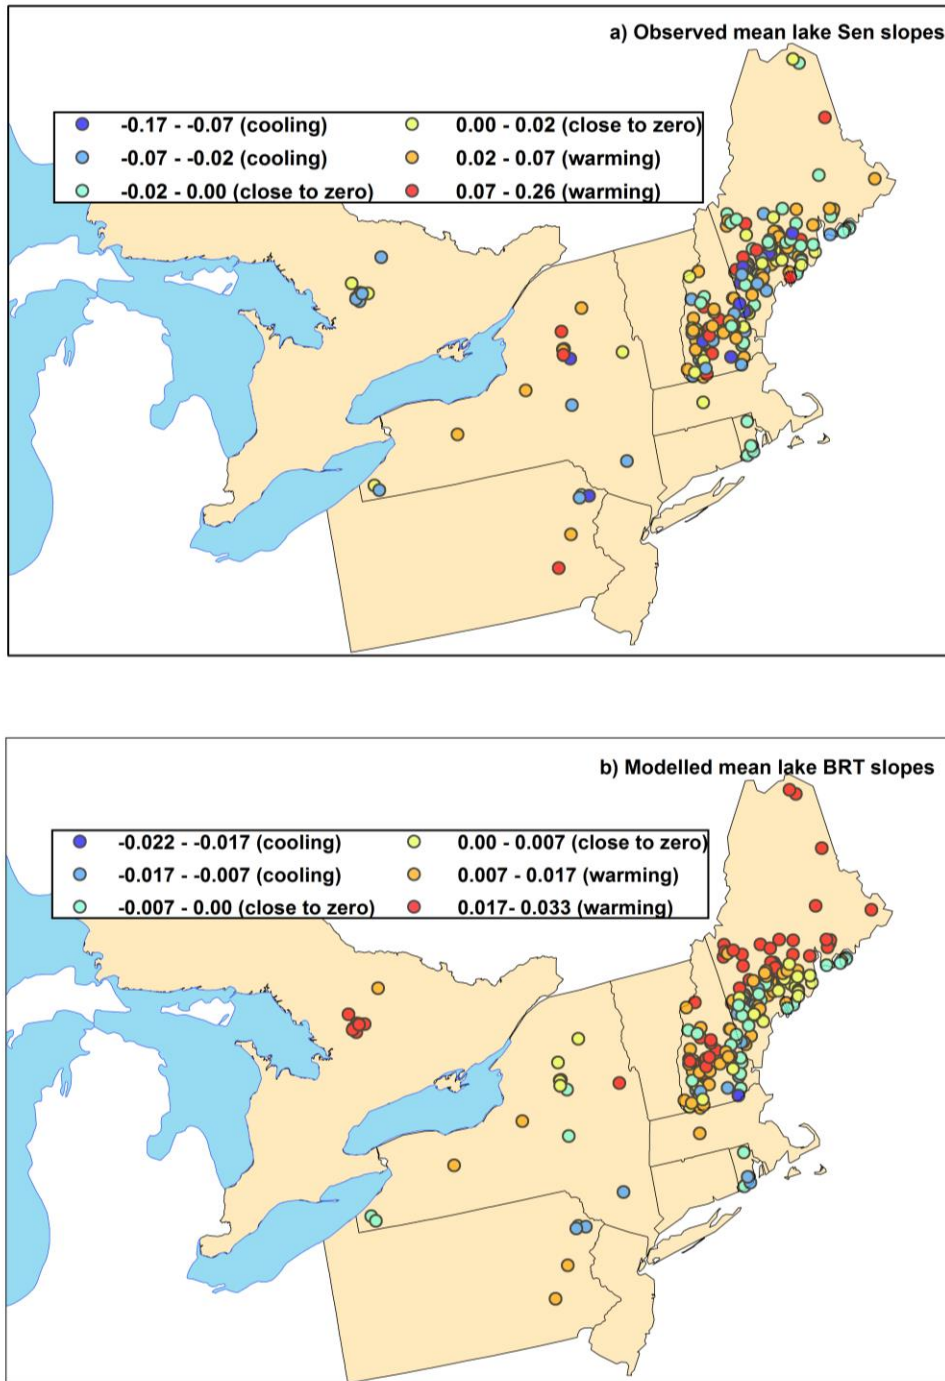 a) Observed mean lake Sen slopes
-0.17 - -0.07 (cooling) 0.00 - 0.02 (close to zero)
-0.07 - -0.02 (cooling) 0.02 - 0.07 (warming)
-0.02 - 0.00 (close to zero) 0.07 - 0.26 (warming)
b) Modelled mean lake BRT slopes
-0.022 - -0.017 (cooling) 0.00 - 0.007 (close to zero)
-0.017 - -0.007 (cooling) 0.007 - 0.017 (warming)
-0.007 - 0.00 (close to zero) 0.017- 0.033 (warming)